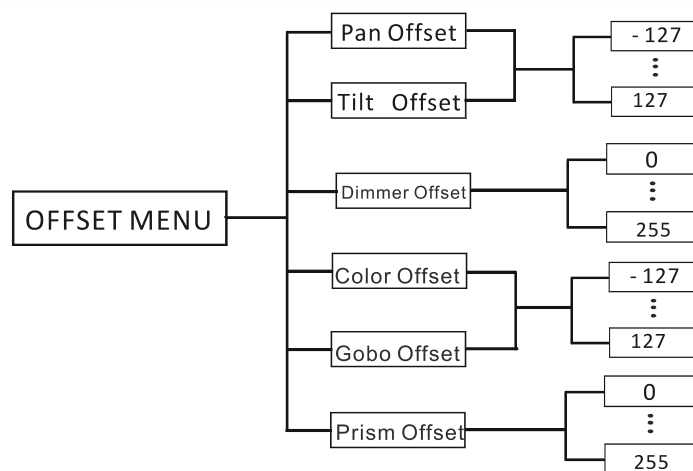 OFFSET MENU
Pan Offset
Tilt Offset
- 127
127
Dimmer Offset
0
255
Color Offset
Gobo Offset
- 127
127
Prism Offset
0
255